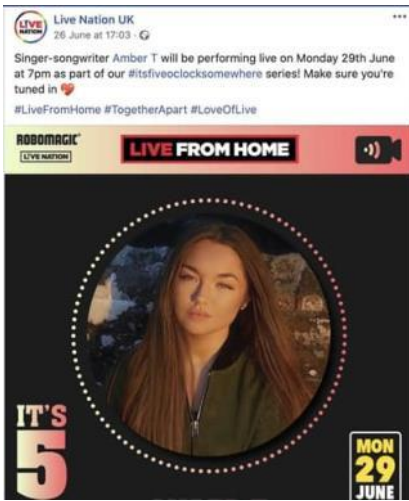 LIVE NATION
Live Nation UK
26 June at 17:03 ·
Singer-songwriter Amber T will be performing live on Monday 29th June
at 7pm as part of our #itsfiveoclocksomewhere series! Make sure you're
tuned in
#LiveFromHome #TogetherApart #LoveOfLive
ROBOMAGIC
LIVE NATION
LIVE FROM HOME
IT'S
5
MON
29
JUNE